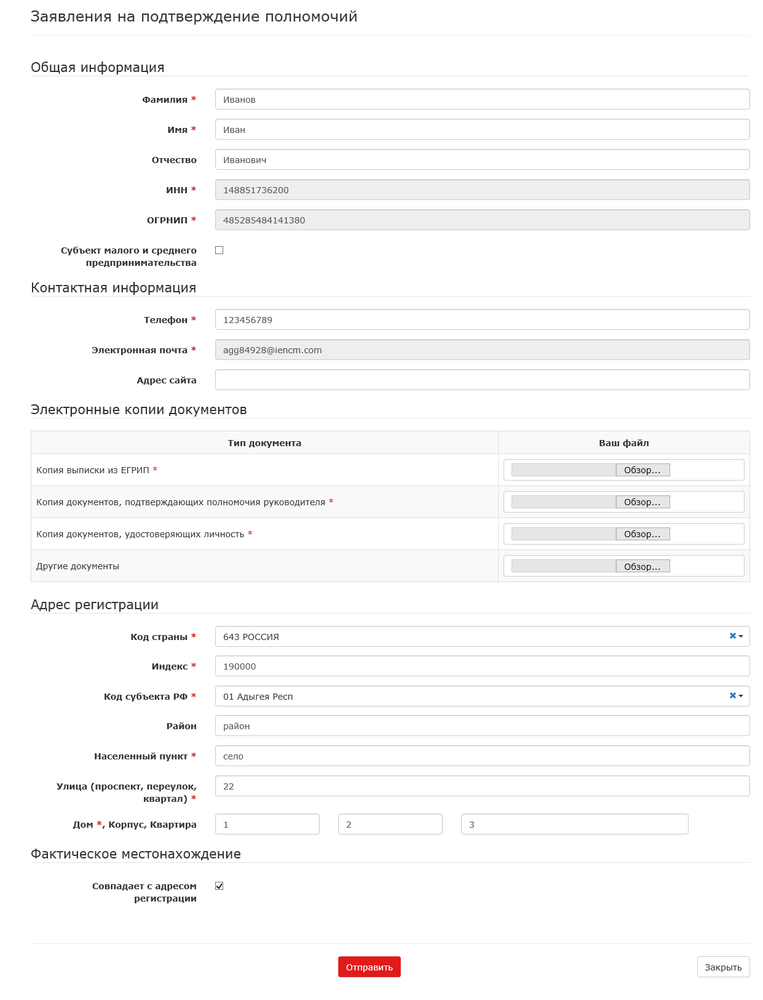 Заявления на подтверждение полномочий
Общая информация
Фамилия * Иванов
Имя * Иван
Отчество Иванович
ИНН * 148851736200
ОГРНИП * 485285484141380
Субъект малого и среднего
предпринимательства
Контактная информация
Телефон * 123456789
Электронная почта * agg84928@iencm.com
Адрес сайта
Электронные копии документов
Тип документа Ваш файл
Копия выписки из ЕГРИП * Обзор...
Копия документов, подтверждающих полномочия руководителя * Обзор...
Копия документов, удостоверяющих личность * Обзор...
Другие документы Обзор...
Адрес регистрации
Код страны * 643 РОССИЯ
Индекс * 190000
Код субъекта РФ * 01 Адыгея Респ
Район район
Населенный пункт * село
Улица (проспект, переулок, 22
квартал) *
Дом *, Корпус, Квартира 1 2 3
Фактическое местонахождение
Совпадает с адресом
регистрации
Отправить Закрыть